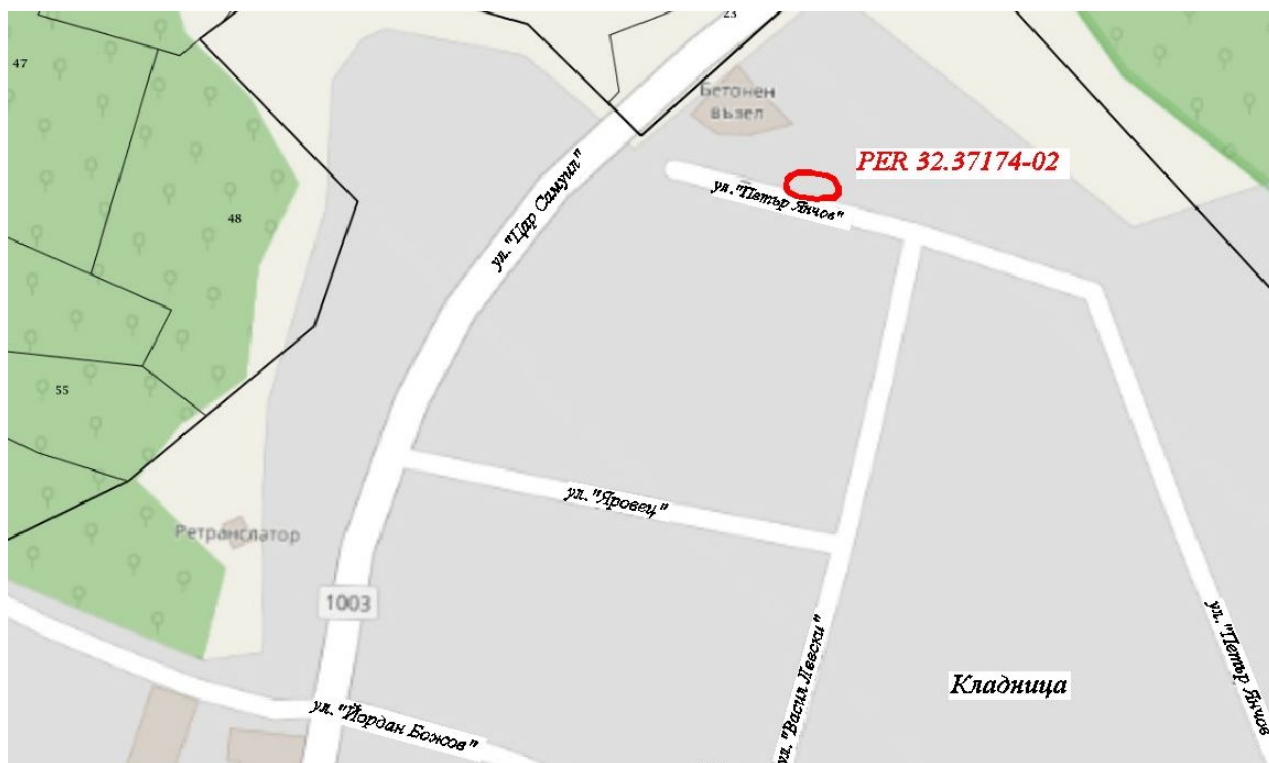 23
47
Бетонен
възел
PER 32.37174-02
ул."Цар Самуил"
ул."Петър Янчов"
48
55
ул. "Яровец"
Ретранслатор
1003
ул."Васил Левски"
ул."Петър Янчов
Кладница
ул."Йордан Божов"